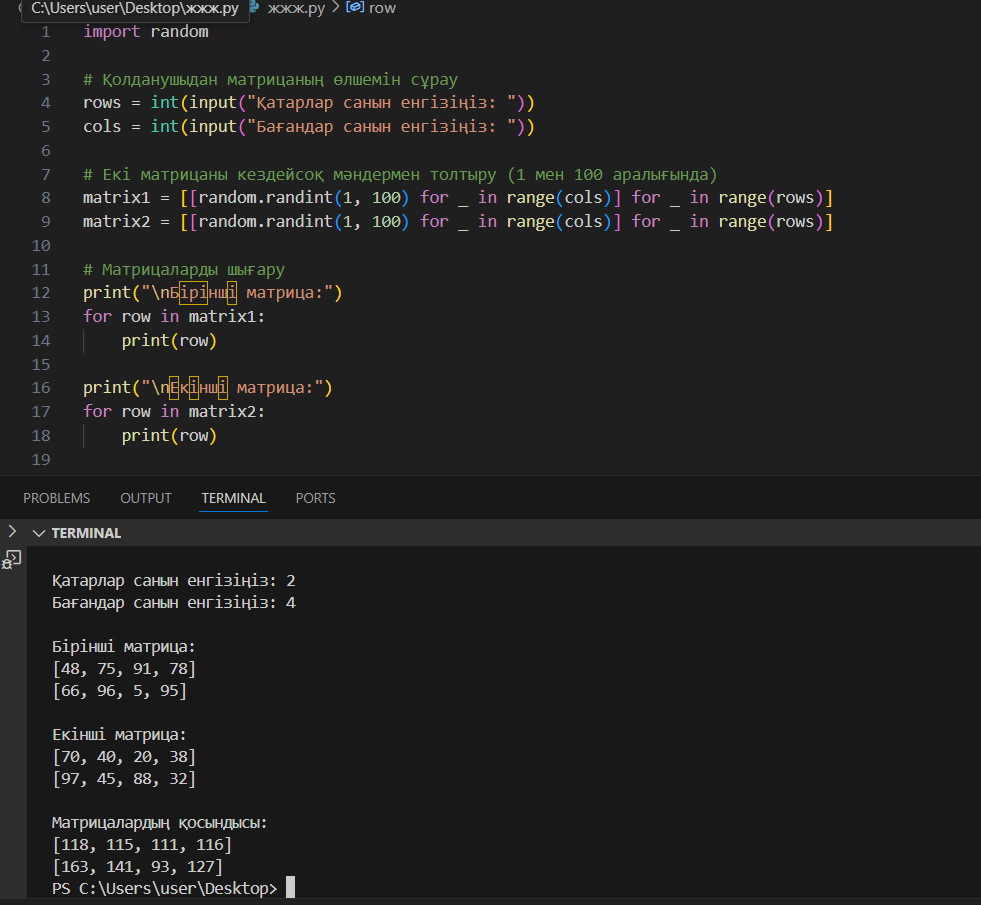 C:\Users\user\Desktop\жжж.py жжж.py > row
1 import random
2
3 # Қолданушыдан матрицаның өлшемін сұрау
4 rows = int(input("Қатарлар санын енгізіңіз: "))
5 cols = int(input("Бағандар санын енгізіңіз: "))
6
7 # Екі матрицаны кездейсоқ мәндермен толтыру (1 мен 100 аралығында)
8 matrix1 = [[random.randint(1, 100) for _ in range(cols)] for _ in range(rows)]
9 matrix2 = [[random.randint(1, 100) for _ in range(cols)] for _ in range(rows)]
10
11 # Матрицаларды шығару
12 print("\nБірінші матрица:")
13 for row in matrix1:
14     print(row)
15
16 print("\nЕкінші матрица:")
17 for row in matrix2:
18     print(row)
19
PROBLEMS OUTPUT TERMINAL PORTS
TERMINAL
Қатарлар санын енгізіңіз: 2
Бағандар санын енгізіңіз: 4
Бірінші матрица:
[48, 75, 91, 78]
[66, 96, 5, 95]
Екінші матрица:
[70, 40, 20, 38]
[97, 45, 88, 32]
Матрицалардың қосындысы:
[118, 115, 111, 116]
[163, 141, 93, 127]
PS C:\Users\user\Desktop>